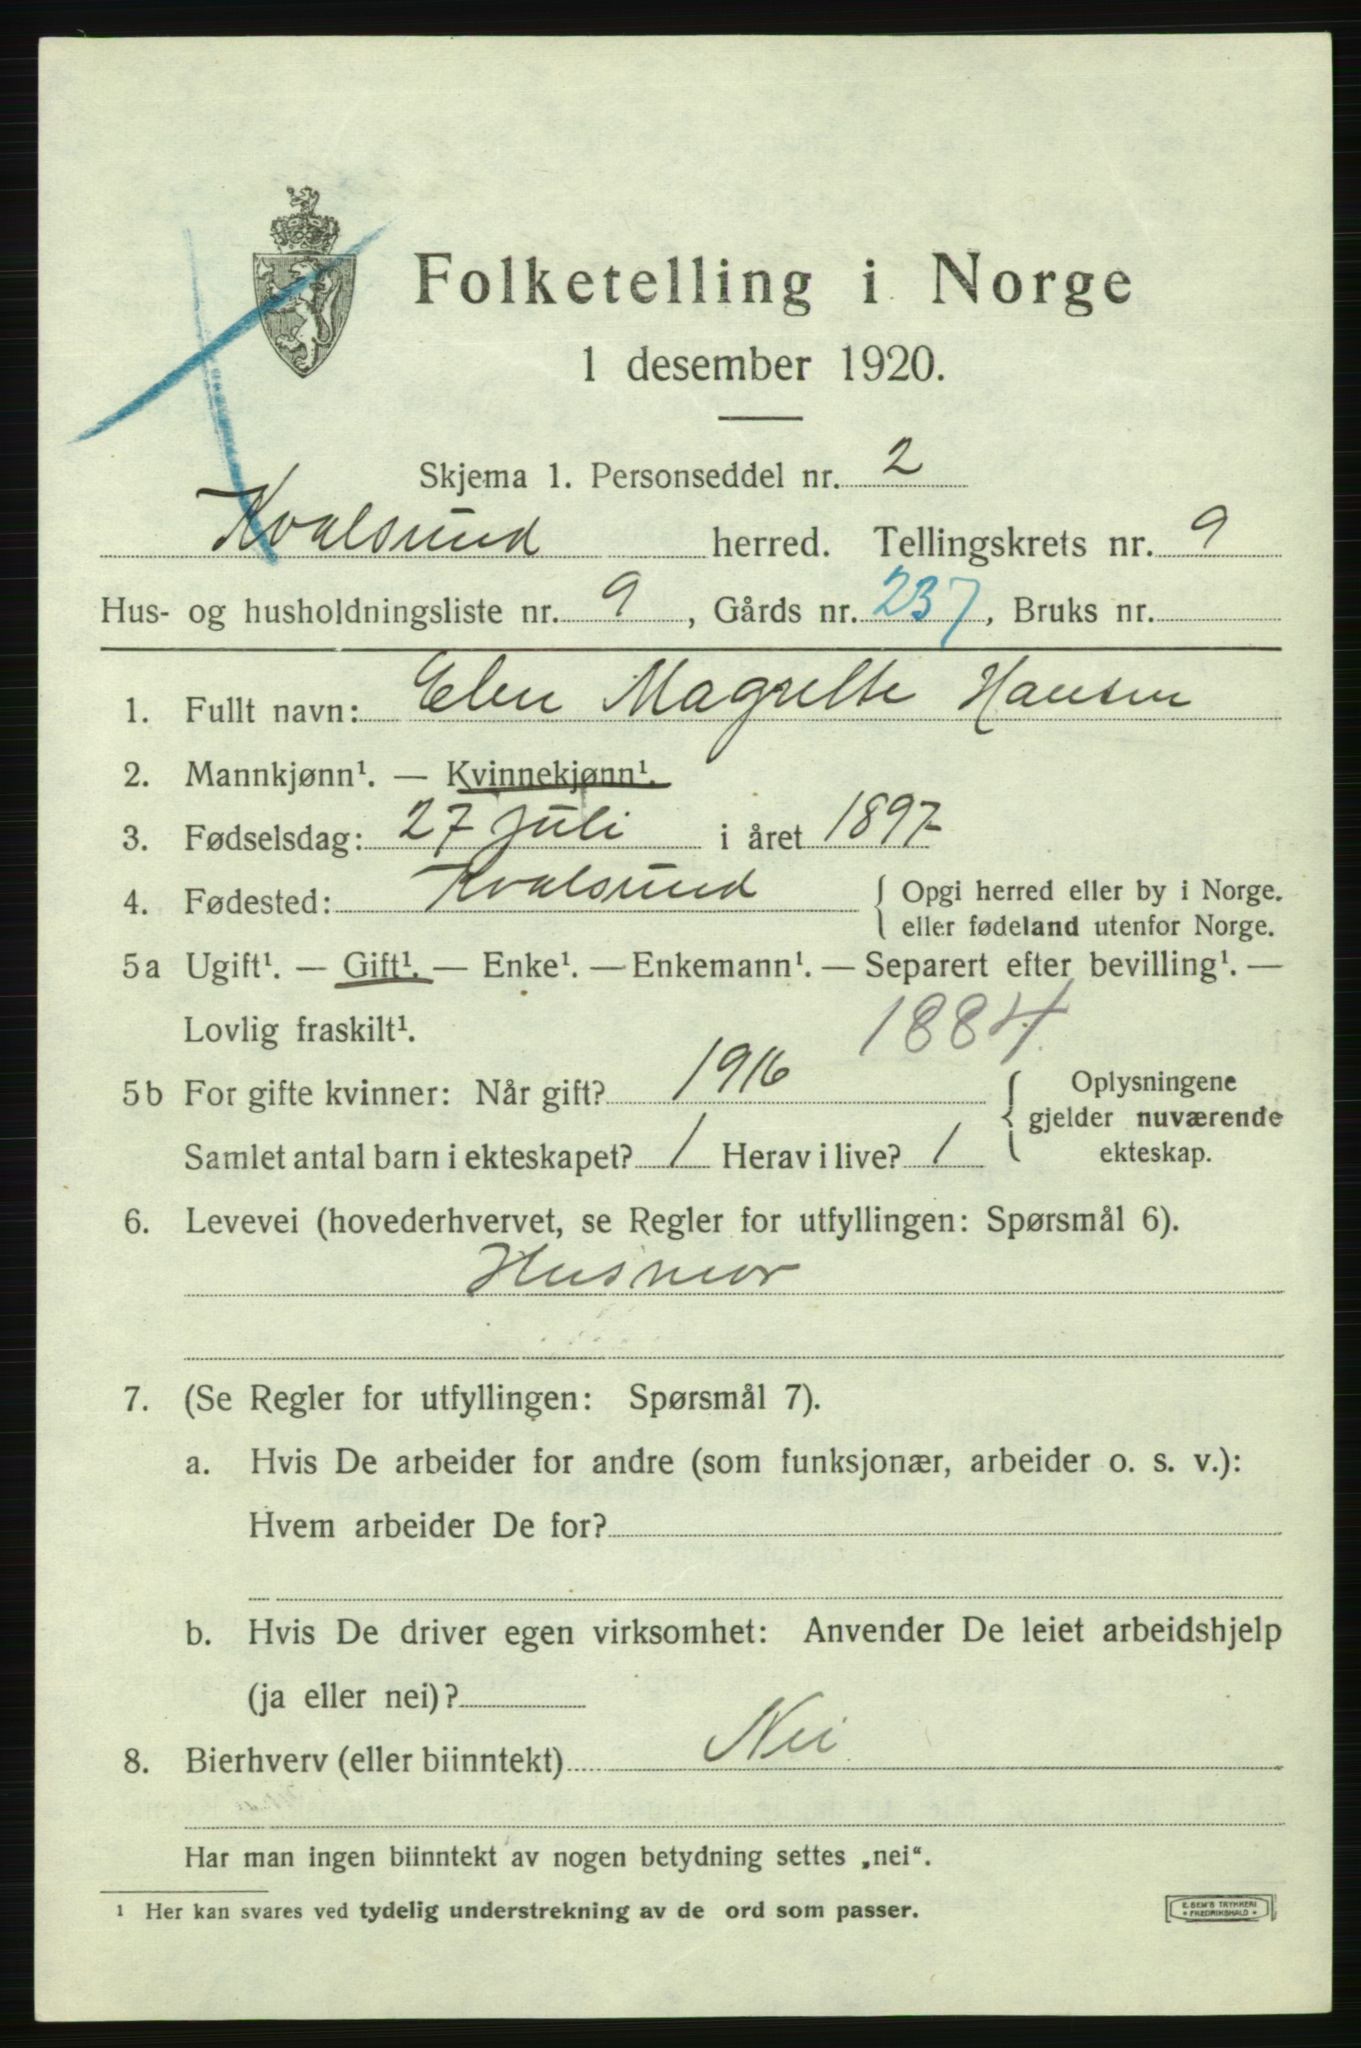 Folketelling i Norge
1 desember 1920.
Skjema 1. Personseddel nr. 2
Kvalsund herred. Tellingskrets nr. 9
Hus- og husholdningsliste nr. 9, Gårds nr. 237, Bruks nr.
1. Fullt navn: Elen Magrethe Hansen
2. Mannkjønn¹. — Kvinnekjønn¹.
3. Fødselsdag: 27 juli i året 1897
4. Fødested: Kvalsund { Opgi herred eller by i Norge.
eller fødeland utenfor Norge.
5a Ugift¹. — Gift¹. — Enke¹. — Enkemann¹. — Separert efter bevilling¹. —
Lovlig fraskilt¹. 1884
5b For gifte kvinner: Når gift? 1916 { Oplysningene
gjelder nuværende
Samlet antal barn i ekteskapet? 1 Herav i live? 1 ekteskap.
6. Levevei (hovederhvervet, se Regler for utfyllingen: Spørsmål 6).
Husmor
7. (Se Regler for utfyllingen: Spørsmål 7).
a. Hvis De arbeider for andre (som funksjonær, arbeider o. s. v.):
Hvem arbeider De for?
b. Hvis De driver egen virksomhet: Anvender De leiet arbeidshjelp
(ja eller nei)?
8. Bierhverv (eller biinntekt) Nei
Har man ingen biinntekt av nogen betydning settes „nei“.
1 Her kan svares ved tydelig understrekning av de ord som passer.
E. SEM'S TRYKKERI
* FREDRIKSHALD *